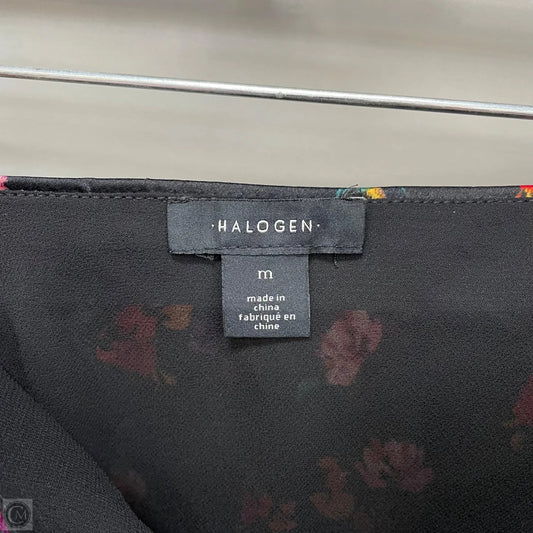 ·HALOGEN·
m
made in
china
fabriqué en
chine